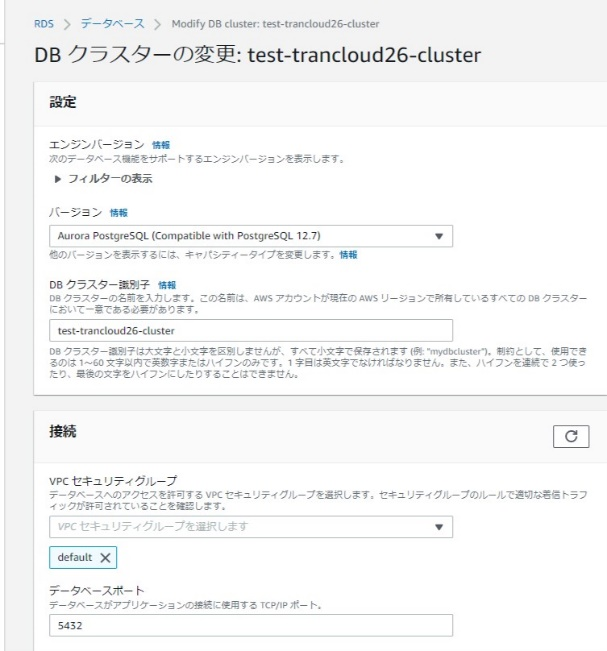 RDS > データベース > Modify DB cluster: test-trancloud26-cluster
DB クラスターの変更: test-trancloud26-cluster
設定
エンジンバージョン 情報
次のデータベース機能をサポートするエンジンバージョンを表示します。
▶ フィルターの表示
バージョン 情報
Aurora PostgreSQL (Compatible with PostgreSQL 12.7)
他のバージョンを表示するには、キャパシティータイプを変更します。情報
DB クラスター識別子 情報
DB クラスターの名前を入力します。この名前は、AWS アカウントが現在の AWS リージョンで所有しているすべての DB クラスター
において一意である必要があります。
test-trancloud26-cluster
DB クラスター識別子は大文字と小文字を区別しませんが、すべて小文字で保存されます (例: "mydbcluster")。制約として、使用でき
るのは 1～60 文字以内で英数字またはハイフンのみです。1 字目は英文字でなければなりません。また、ハイフンを連続で 2 つ使っ
たり、最後の文字をハイフンにしたりすることはできません。
接続
VPC セキュリティグループ
データベースへのアクセスを許可する VPC セキュリティグループを選択します。セキュリティグループのルールで適切な着信トラフ
ィックが許可されていることを確認します。
VPC セキュリティグループを選択します
default ✕
データベースポート
データベースがアプリケーションの接続に使用する TCP/IP ポート。
5432